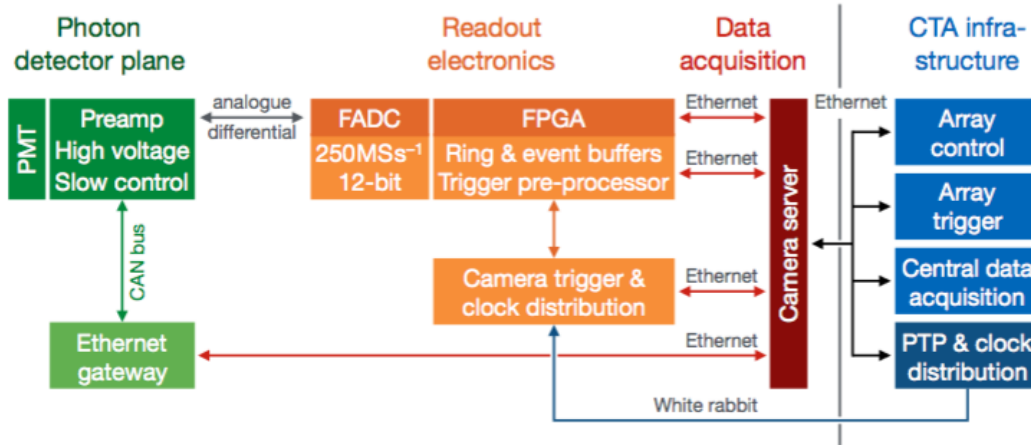 Photon
detector plane
Readout
electronics
Data
acquisition
CTA infra-
structure
PMT
Preamp
High voltage
Slow control
analogue
differential
FADC
250MSs⁻¹
12-bit
FPGA
Ring & event buffers
Trigger pre-processor
Ethernet
Ethernet
Ethernet
Camera server
Array
control
Array
trigger
CAN bus
Camera trigger &
clock distribution
Ethernet
Central data
acquisition
Ethernet
gateway
Ethernet
PTP & clock
distribution
White rabbit